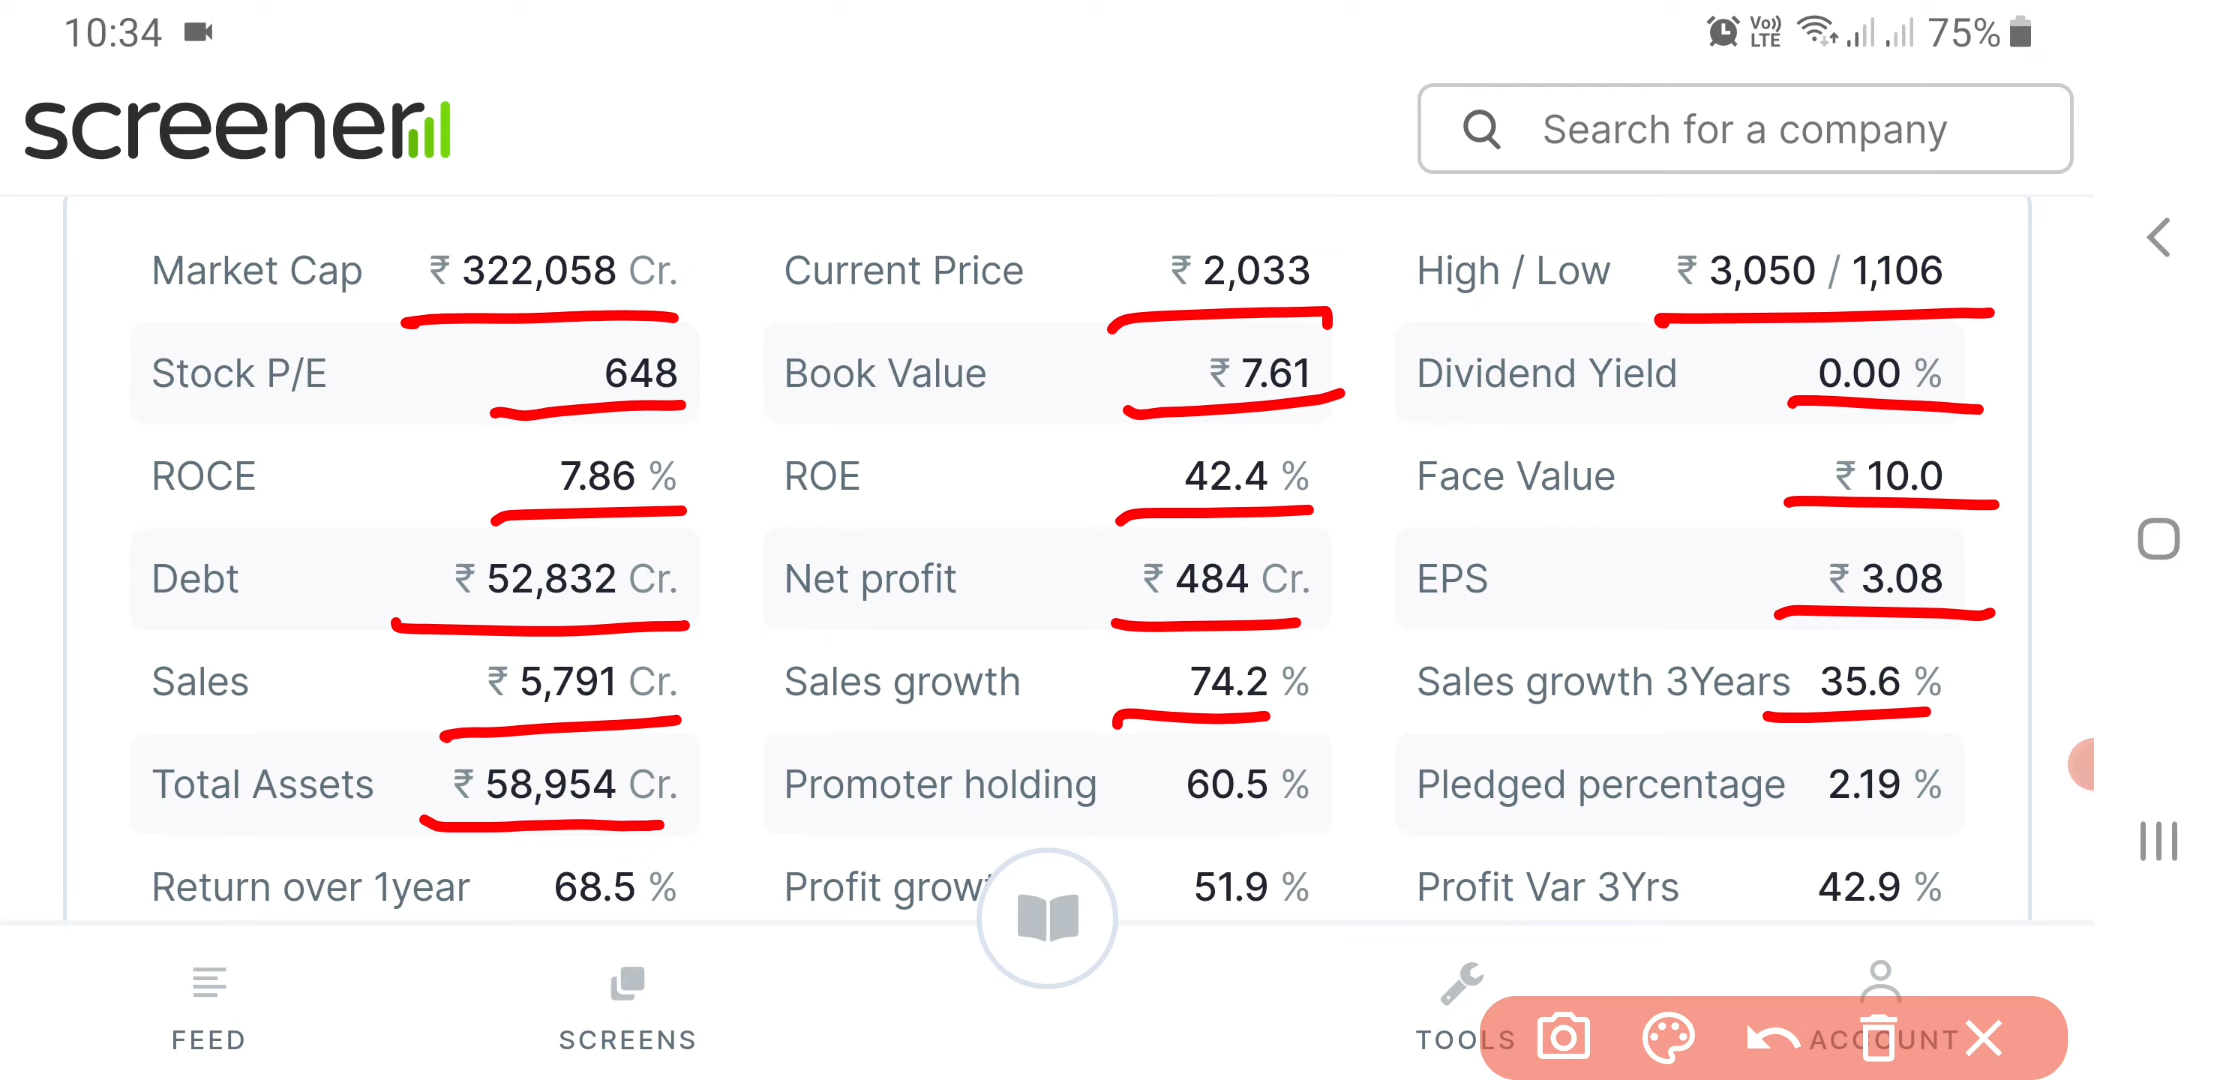 10:34 Vo)) LTE 75%
screener Search for a company
Market Cap ₹ 322,058 Cr. Current Price ₹ 2,033 High / Low ₹ 3,050 / 1,106
Stock P/E 648 Book Value ₹ 7.61 Dividend Yield 0.00 %
ROCE 7.86 % ROE 42.4 % Face Value ₹ 10.0
Debt ₹ 52,832 Cr. Net profit ₹ 484 Cr. EPS ₹ 3.08
Sales ₹ 5,791 Cr. Sales growth 74.2 % Sales growth 3Years 35.6 %
Total Assets ₹ 58,954 Cr. Promoter holding 60.5 % Pledged percentage 2.19 %
Return over 1year 68.5 % Profit 51.9 % Profit Var 3Yrs 42.9 %
FEED SCREENS TOOLS ACCOUNT